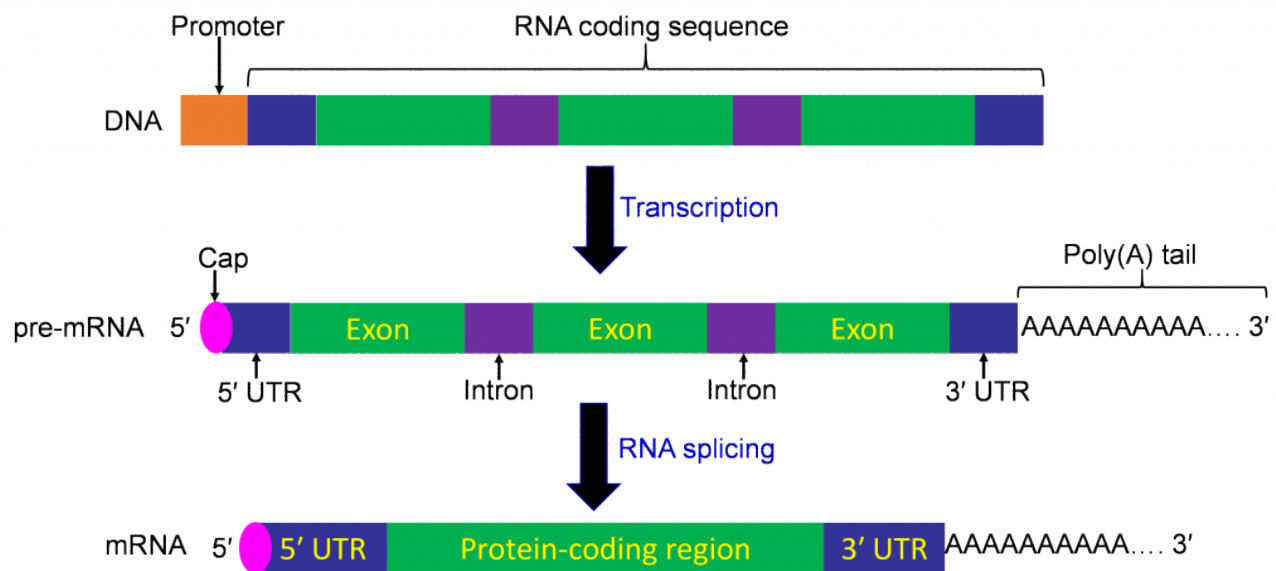 Promoter
RNA coding sequence
DNA
Transcription
Cap
Poly(A) tail
pre-mRNA 5′ Exon Exon Exon AAAAAAAAAA.... 3′
5′ UTR Intron Intron 3′ UTR
RNA splicing
mRNA 5′ 5′ UTR Protein-coding region 3′ UTR AAAAAAAAAA.... 3′